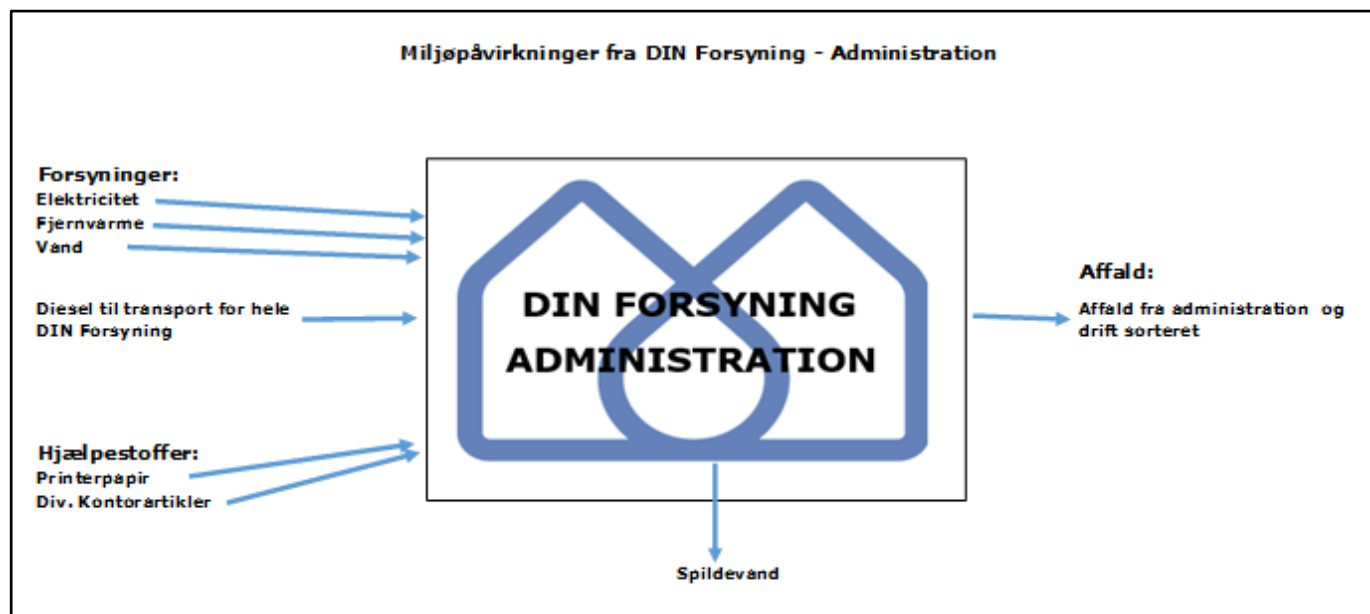 Miljøpåvirkninger fra DIN Forsyning - Administration
Forsyninger:
Elektricitet
Fjernvarme
Vand
Diesel til transport for hele
DIN Forsyning
Hjælpestoffer:
Printerpapir
Div. Kontorartikler
DIN FORSYNING
ADMINISTRATION
Affald:
Affald fra administration og
drift sorteret
Spildevand